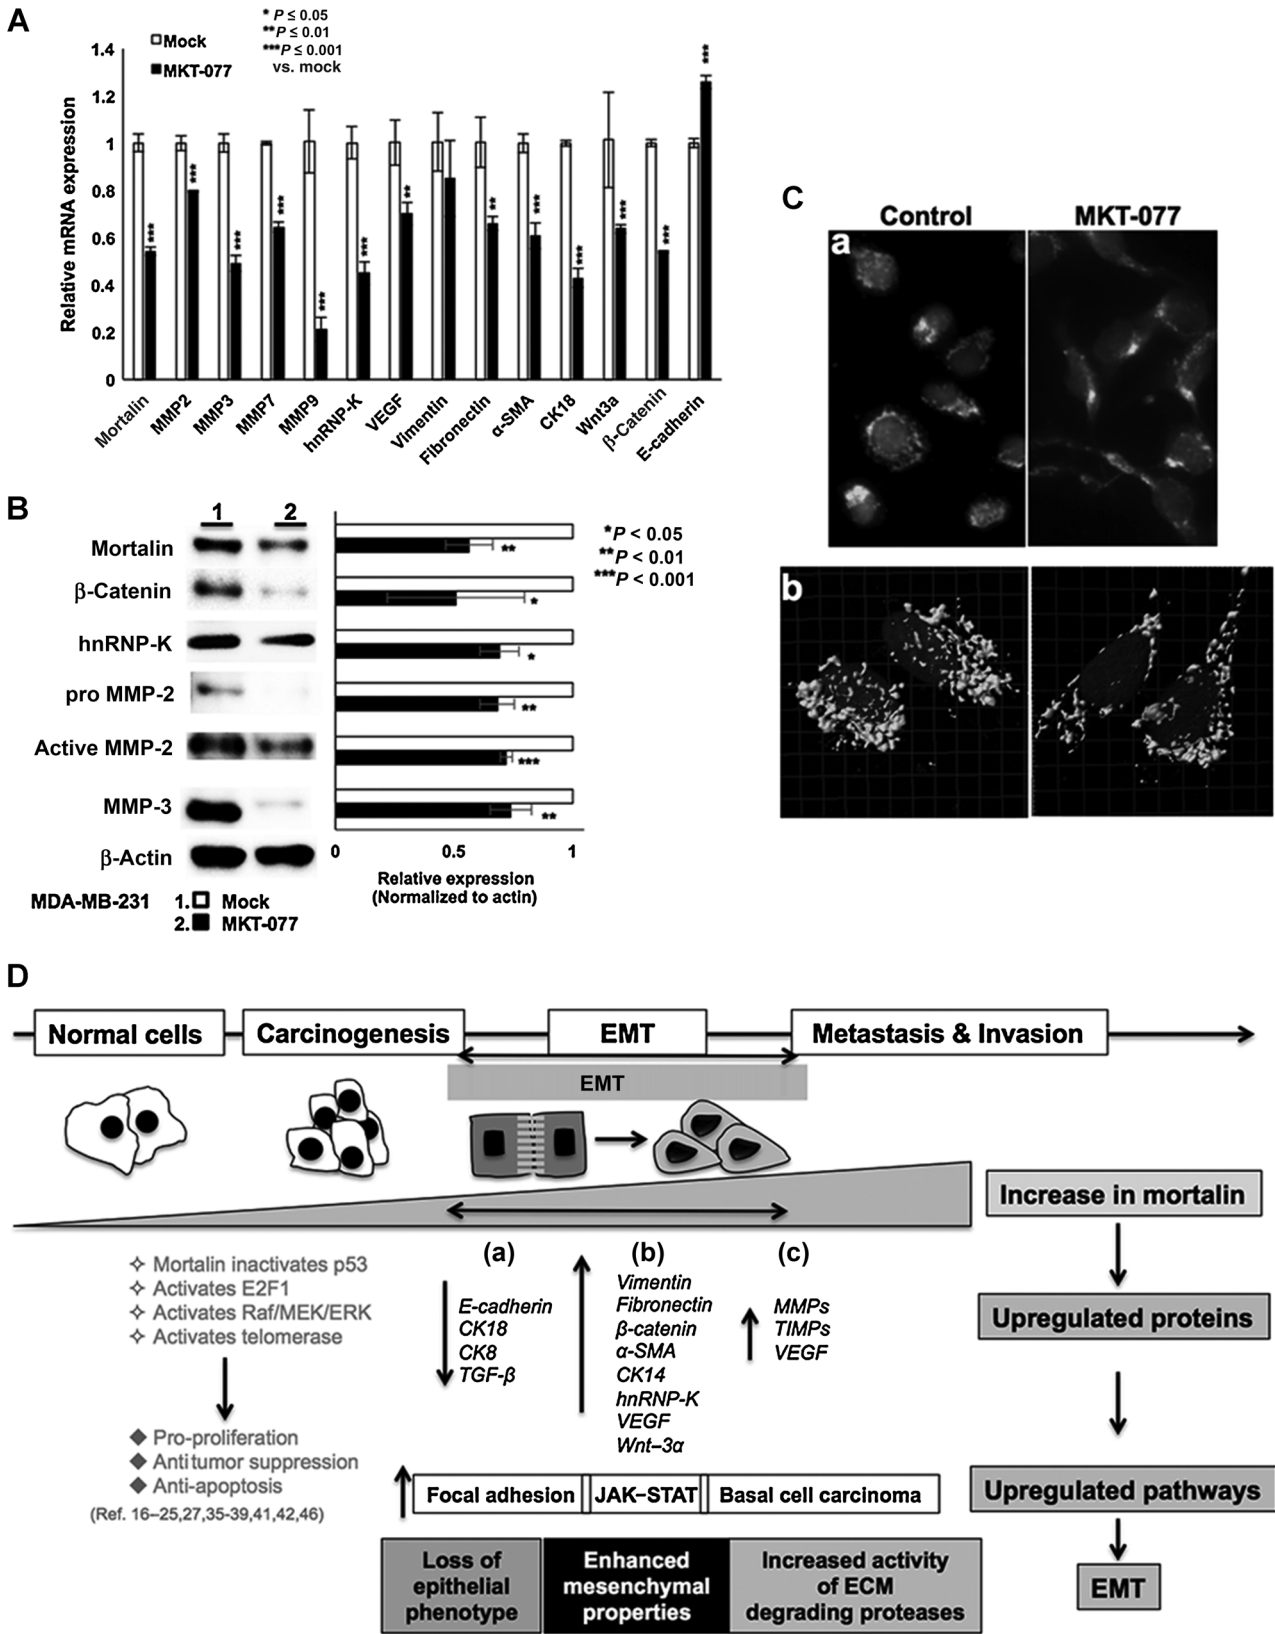 A
* P ≤ 0.05
** P ≤ 0.01
*** P ≤ 0.001
vs. mock
Mock
MKT-077
Relative mRNA expression
1.4
1.2
1
0.8
0.6
0.4
0.2
0
***
***
***
***
***
***
**
**
***
***
***
***
***
Mortalin
MMP2
MMP3
MMP7
MMP9
hnRNP-K
VEGF
Vimentin
Fibronectin
α-SMA
CK18
Wnt3a
β-Catenin
E-cadherin
B
1 2
Mortalin
β-Catenin
hnRNP-K
pro MMP-2
Active MMP-2
MMP-3
β-Actin
MDA-MB-231
1. Mock
2. MKT-077
**
*
*
**
***
**
* P < 0.05
** P < 0.01
*** P < 0.001
0 0.5 1
Relative expression
(Normalized to actin)
C
Control MKT-077
a
b
D
Normal cells
Carcinogenesis
EMT
Metastasis & Invasion
EMT
Increase in mortalin
Upregulated proteins
Upregulated pathways
EMT
✧ Mortalin inactivates p53
✧ Activates E2F1
✧ Activates Raf/MEK/ERK
✧ Activates telomerase
◆ Pro-proliferation
◆ Antitumor suppression
◆ Anti-apoptosis
(Ref. 16–25,27,35-39,41,42,46)
(a)
E-cadherin
CK18
CK8
TGF-β
(b)
Vimentin
Fibronectin
β-catenin
α-SMA
CK14
hnRNP-K
VEGF
Wnt–3α
(c)
MMPs
TIMPs
VEGF
Focal adhesion JAK–STAT Basal cell carcinoma
Loss of
epithelial
phenotype
Enhanced
mesenchymal
properties
Increased activity
of ECM
degrading proteases